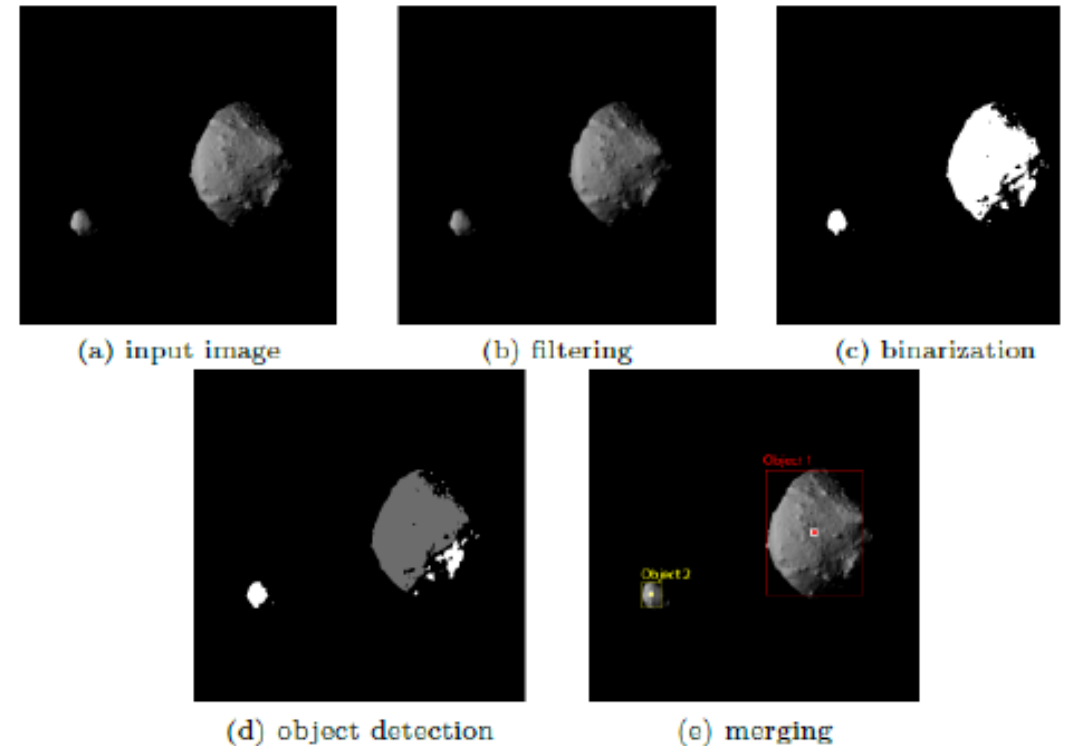 (a) input image
(b) filtering
(c) binarization
Object 1
Object 2
(d) object detection
(e) merging